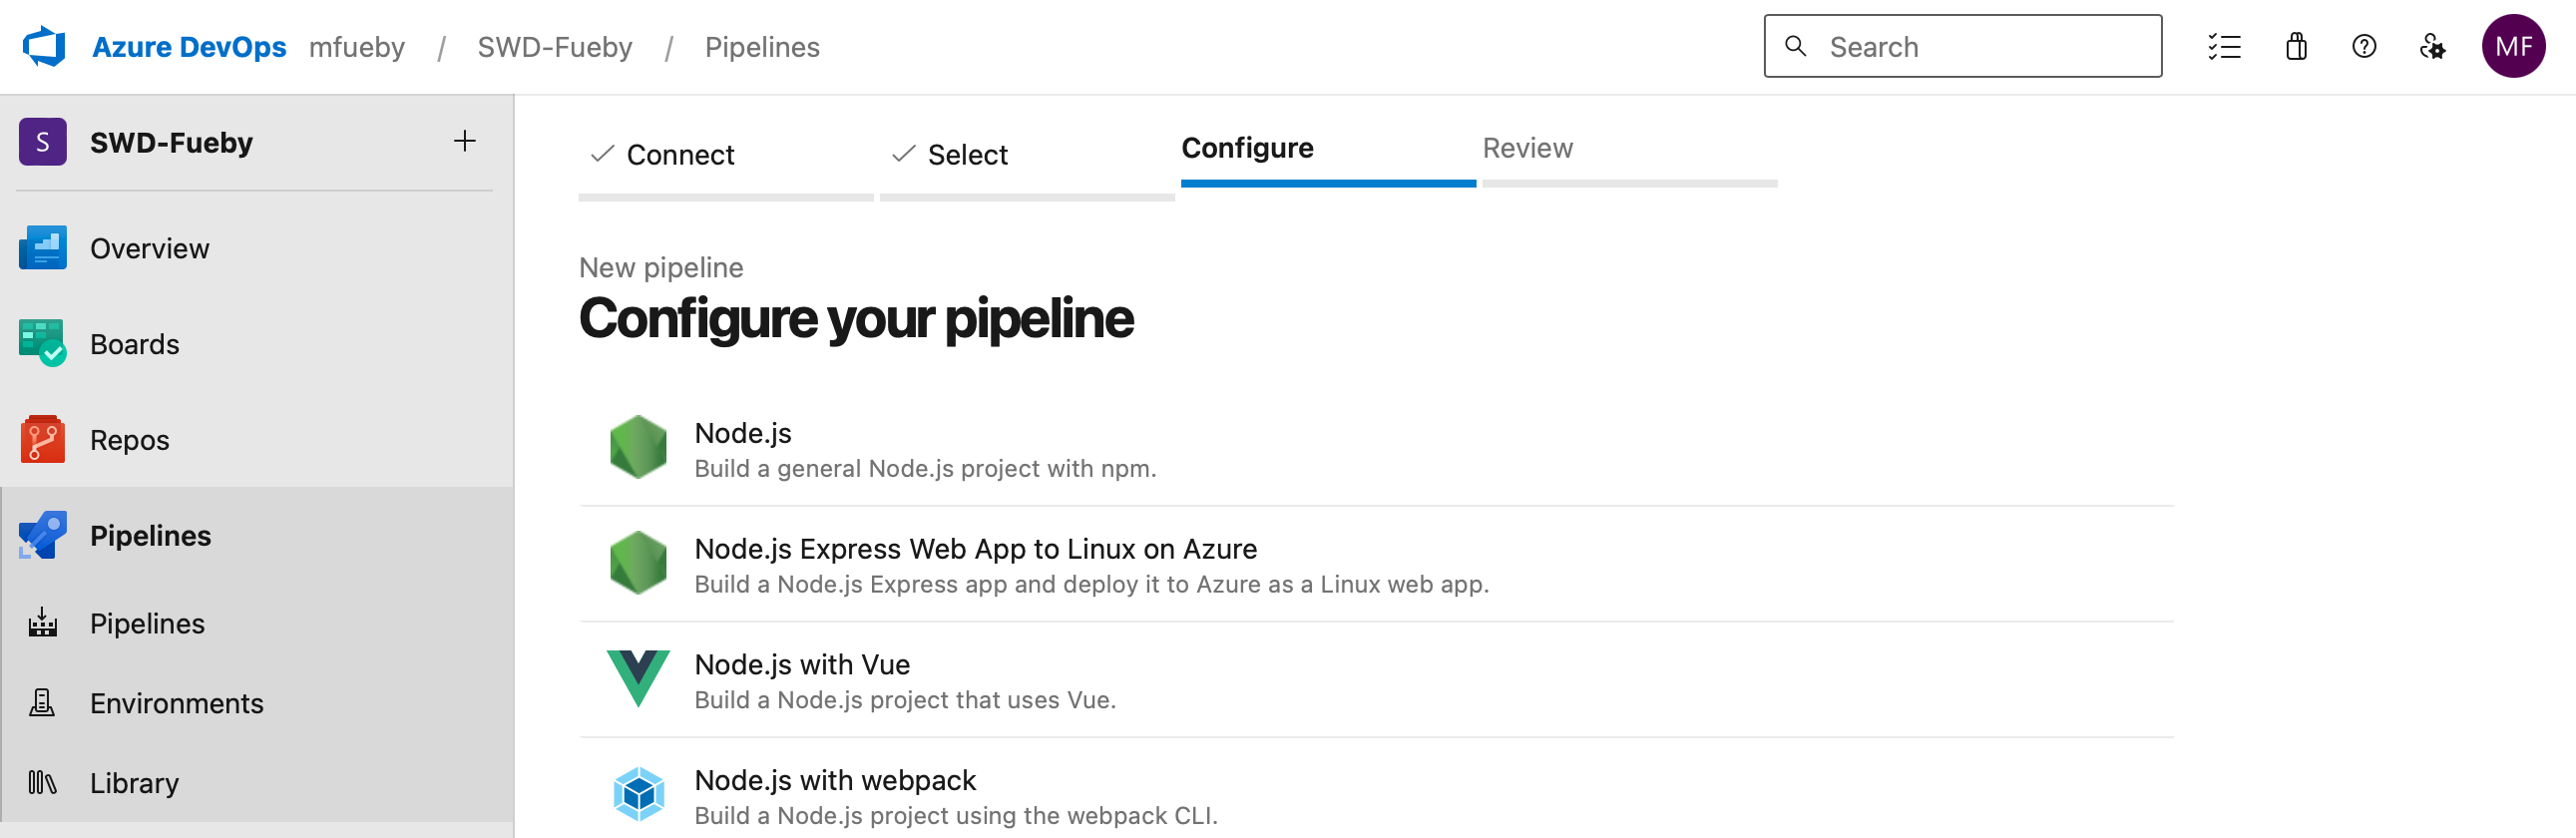 Azure DevOps mfueby / SWD-Fueby / Pipelines
Search
MF
S SWD-Fueby
Overview
Boards
Repos
Pipelines
Pipelines
Environments
Library
Connect
Select
Configure
Review
New pipeline
Configure your pipeline
Node.js
Build a general Node.js project with npm.
Node.js Express Web App to Linux on Azure
Build a Node.js Express app and deploy it to Azure as a Linux web app.
Node.js with Vue
Build a Node.js project that uses Vue.
Node.js with webpack
Build a Node.js project using the webpack CLI.